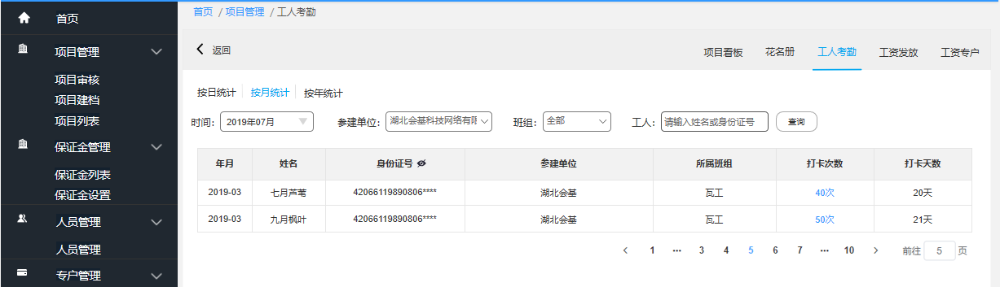 首页
项目管理
项目审核
项目建档
项目列表
保证金管理
保证金列表
保证金设置
人员管理
人员管理
专户管理
首页 / 项目管理 / 工人考勤
返回 项目看板 花名册 工人考勤 工资发放 工资专户
按日统计 按月统计 按年统计
时间: 2019年07月 参建单位: 湖北会基科技网络有限 班组: 全部 工人: 请输入姓名或身份证号 查询
年月 姓名 身份证号 参建单位 所属班组 打卡次数 打卡天数
2019-03 七月芦苇 42066119890806**** 湖北会基 瓦工 40次 20天
2019-03 九月枫叶 42066119890806**** 湖北会基 瓦工 50次 21天
< 1 ··· 3 4 5 6 7 ··· 10 > 前往 5 页